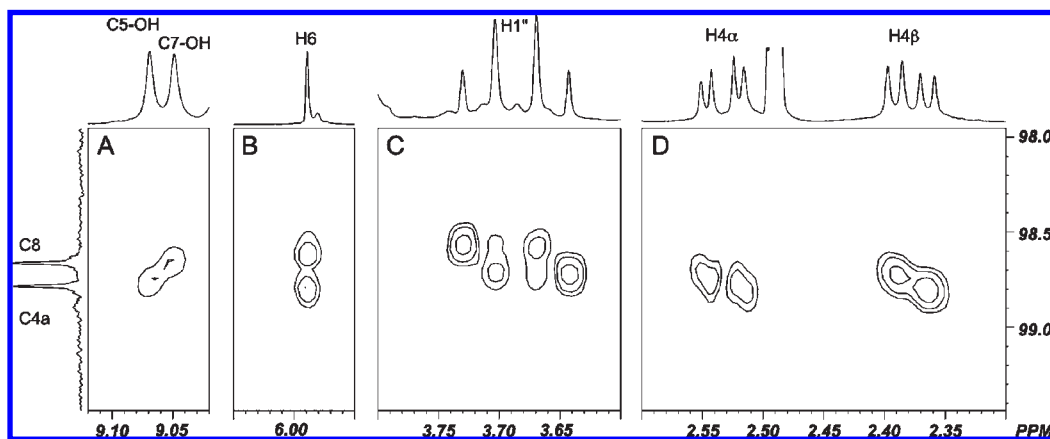 C5-OH
C7-OH
H6
H1"
H4α
H4β
A
B
C
D
C8
C4a
98.0
98.5
99.0
9.10 9.05 6.00 3.75 3.70 3.65 2.55 2.50 2.45 2.40 2.35 PPM